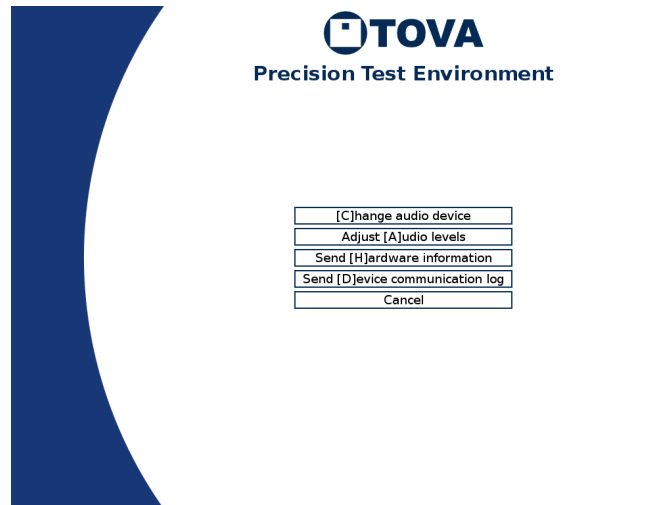 TOVA
Precision Test Environment
[C]hange audio device
Adjust [A]udio levels
Send [H]ardware information
Send [D]evice communication log
Cancel